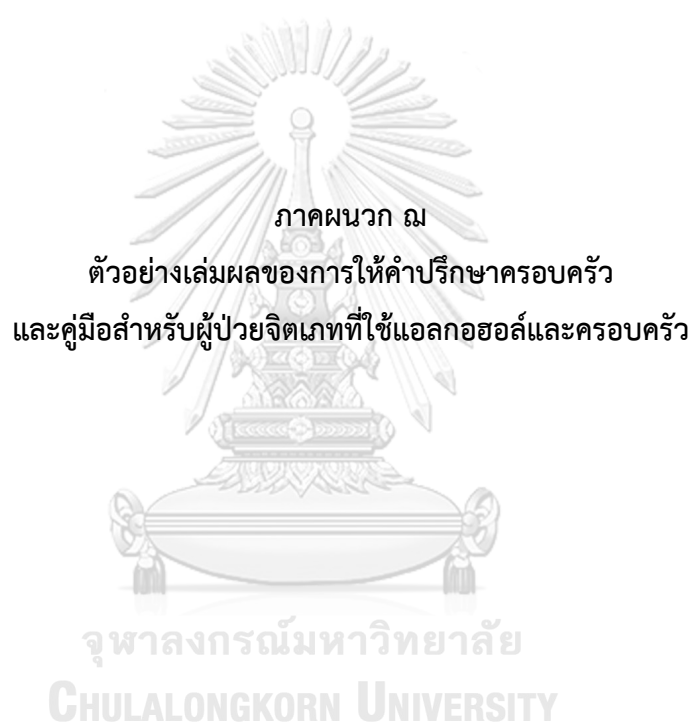 ภาคผนวก ฌ
ตัวอย่างเล่มผลของการให้คำปรึกษาครอบครัว
และคู่มือสำหรับผู้ป่วยจิตเภทที่ใช้แอลกอฮอล์และครอบครัว
จุฬาลงกรณ์มหาวิทยาลัย
CHULALONGKORN UNIVERSITY